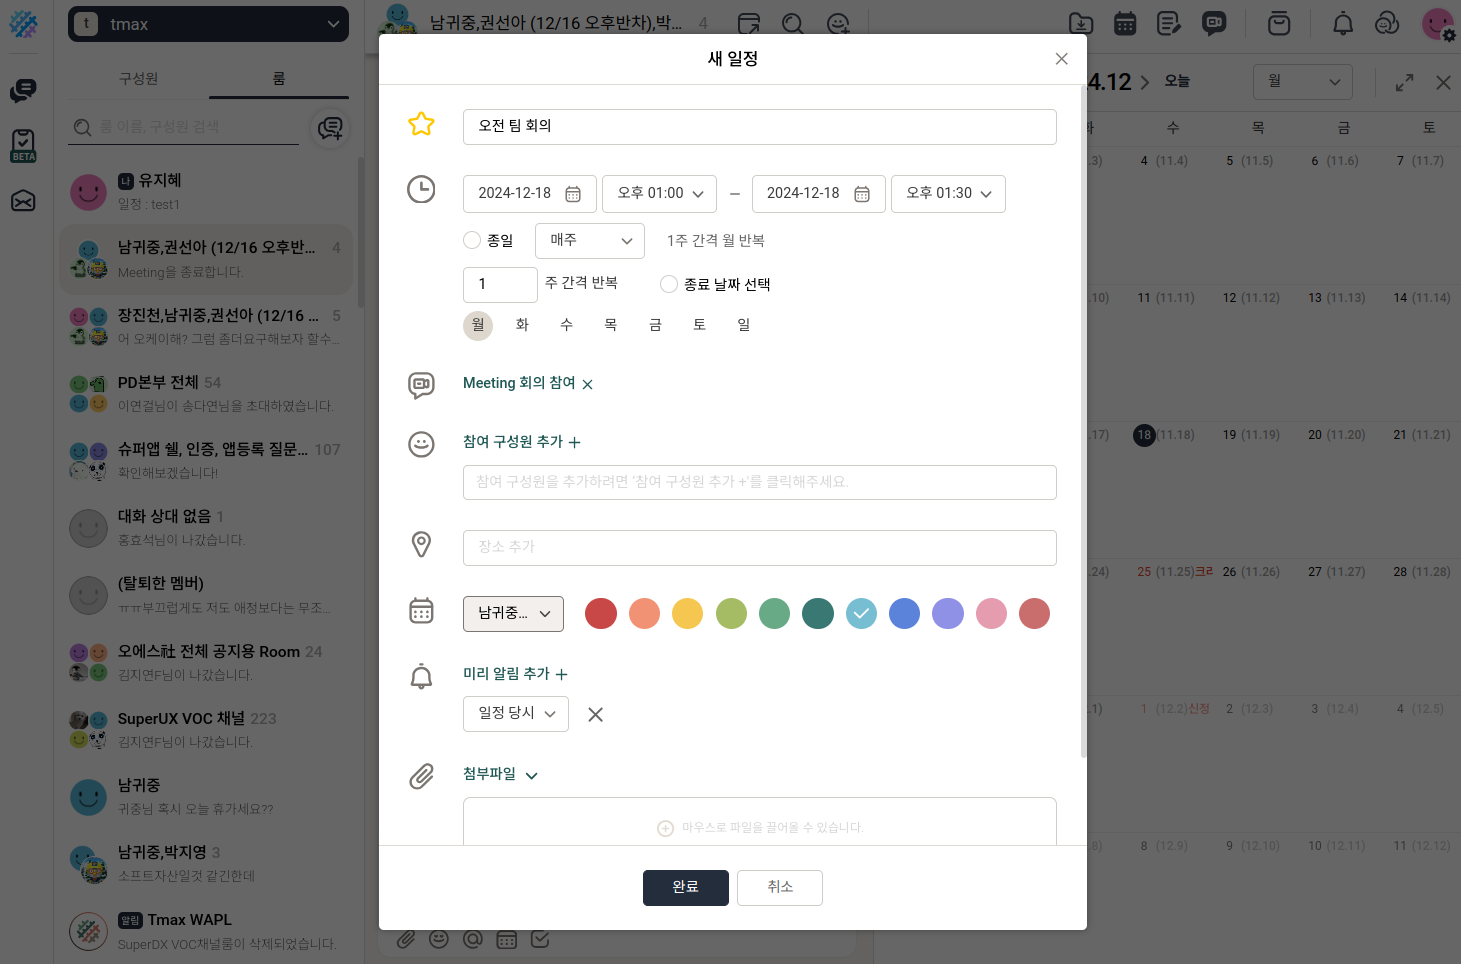 t tmax
구성원 룸
룸 이름, 구성원 검색
BETA
나 유지혜
일정 : test1
남귀중,권선아 (12/16 오후반... 4
Meeting을 종료합니다.
장진천,남귀중,권선아 (12/16 ... 5
어 오케이해? 그럼 좀더요구해보자 할수...
PD본부 전체 54
이연걸님이 송다연님을 초대하였습니다.
슈퍼앱 쉘, 인증, 앱등록 질문... 107
확인해보겠습니다!
대화 상대 없음 1
홍효석님이 나갔습니다.
(탈퇴한 멤버)
ㅠㅠ부끄럽게도 저도 애정보다는 무조...
오에스社 전체 공지용 Room 24
김지연F님이 나갔습니다.
SuperUX VOC 채널 223
김지연F님이 나갔습니다.
남귀중
귀중님 혹시 오늘 휴가세요??
남귀중,박지영 3
소프트자산일것 같긴한데
알림 Tmax WAPL
SuperDX VOC채널룸이 삭제되었습니다.
남귀중,권선아 (12/16 오후반차),박... 4
새 일정
오전 팀 회의
2024-12-18 오후 01:00 – 2024-12-18 오후 01:30
종일 매주 1주 간격 월 반복
1 주 간격 반복 종료 날짜 선택
월 화 수 목 금 토 일
Meeting 회의 참여
참여 구성원 추가 +
참여 구성원을 추가하려면 '참여 구성원 추가 +'를 클릭해주세요.
장소 추가
남귀중...
미리 알림 추가 +
일정 당시
첨부파일
마우스로 파일을 끌어올 수 있습니다.
완료 취소
4.12 오늘 월
화 수 목 금 토
.3) 4 (11.4) 5 (11.5) 6 (11.6) 7 (11.7)
.10) 11 (11.11) 12 (11.12) 13 (11.13) 14 (11.14)
.17) 18 (11.18) 19 (11.19) 20 (11.20) 21 (11.21)
.24) 25 (11.25)크리 26 (11.26) 27 (11.27) 28 (11.28)
.1) 1 (12.2)신정 2 (12.3) 3 (12.4) 4 (12.5)
.8) 8 (12.9) 9 (12.10) 10 (12.11) 11 (12.12)